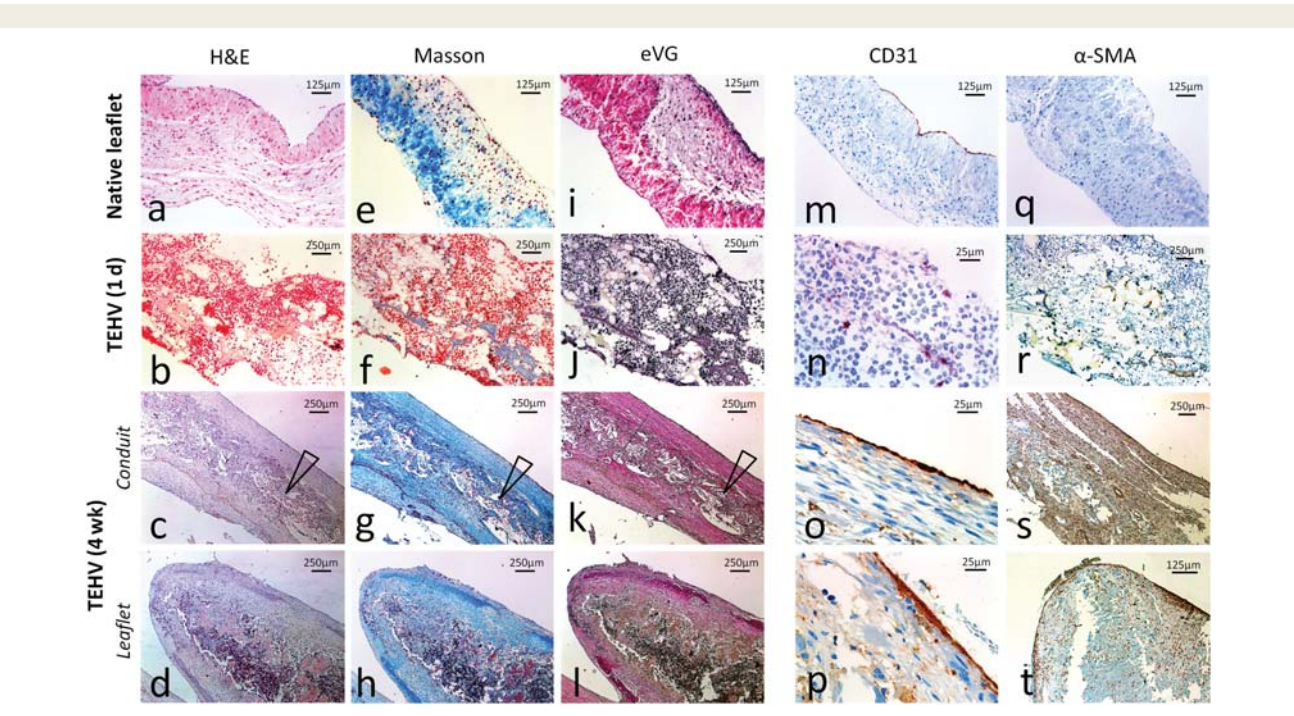 H&E Masson eVG CD31 α-SMA
Native leaflet
125μm 125μm 125μm 125μm 125μm
a e i m q
TEHV (1 d)
250μm 250μm 250μm 25μm 250μm
b f j n r
TEHV (4 wk)
Conduit
250μm 250μm 250μm 25μm 250μm
c g k o s
Leaflet
250μm 250μm 250μm 25μm 125μm
d h l p t